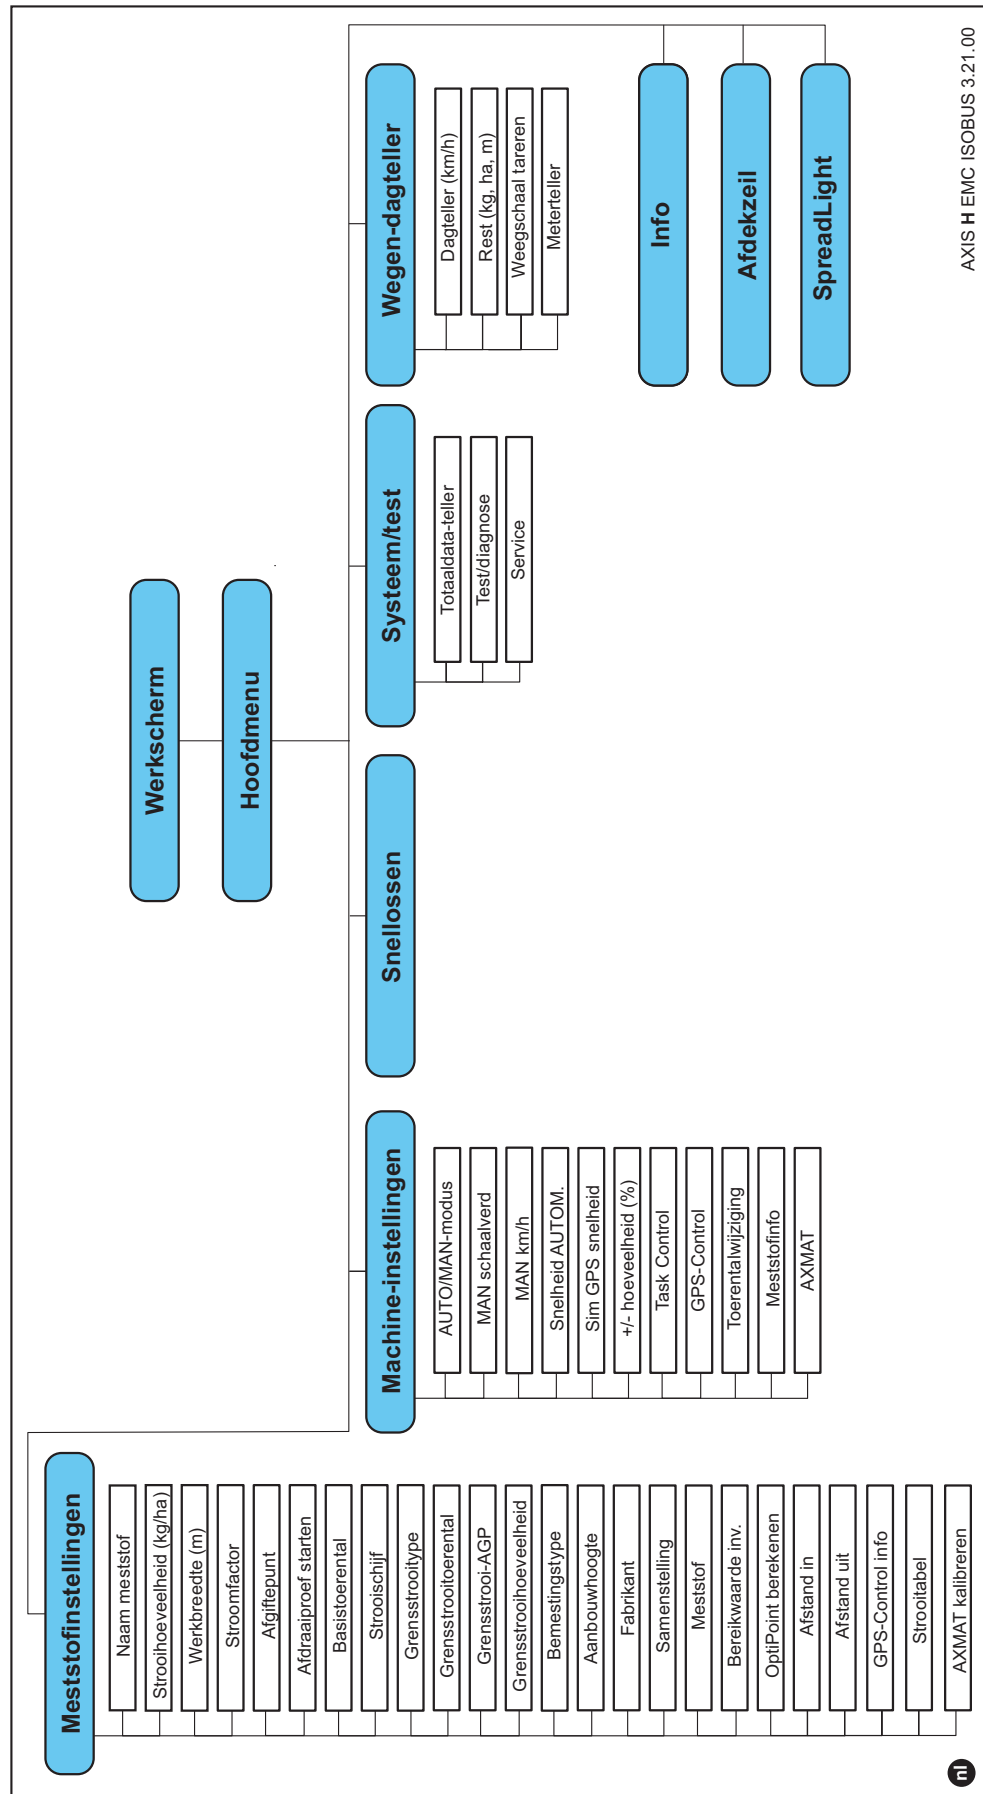 Werkscherm
Hoofdmenu
Meststofinstellingen
Naam meststof
Strooihoeveelheid (kg/ha)
Werkbreedte (m)
Stroomfactor
Afgiftepunt
Afdraaiproef starten
Basistoerental
Strooischijf
Grensstrooitype
Grensstrooitoerental
Grensstrooi-AGP
Grensstrooihoeveelheid
Bemestingstype
Aanbouwhoogte
Fabrikant
Samenstelling
Meststof
Bereikwaarde inv.
OptiPoint berekenen
Afstand in
Afstand uit
GPS-Control info
Strooitabel
AXMAT kalibreren
Machine-instellingen
AUTO/MAN-modus
MAN schaalverd
MAN km/h
Snelheid AUTOM.
Sim GPS snelheid
+/- hoeveelheid (%)
Task Control
GPS-Control
Toerentalwijziging
Meststofinfo
AXMAT
Snellossen
Systeem/test
Totaaldata-teller
Test/diagnose
Service
Wegen-dagteller
Dagteller (km/h)
Rest (kg, ha, m)
Weegschaal tareren
Meterteller
Info
Afdekzeil
SpreadLight
nl
AXIS H EMC ISOBUS 3.21.00